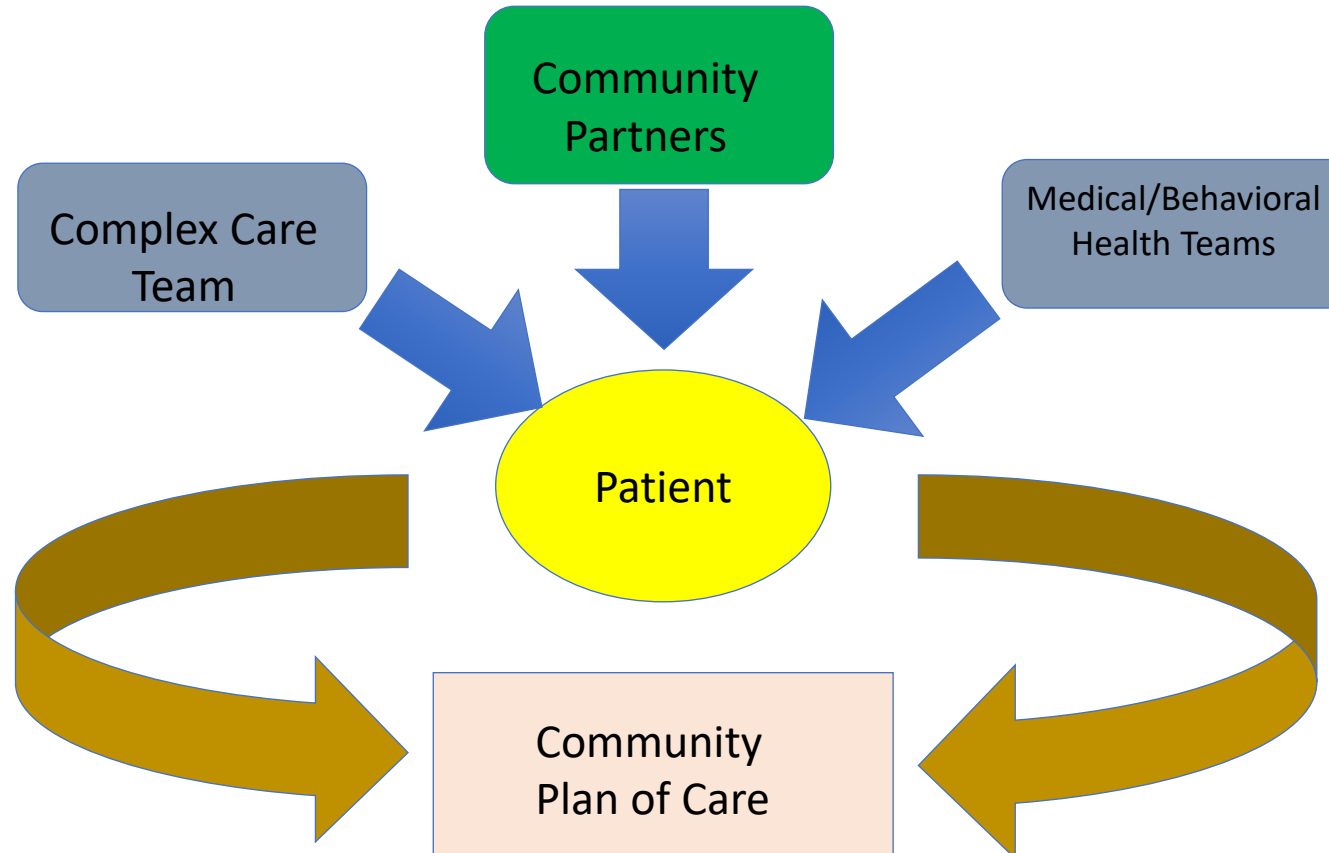 Community
Partners
Complex Care
Team
Medical/Behavioral
Health Teams
Patient
Community
Plan of Care